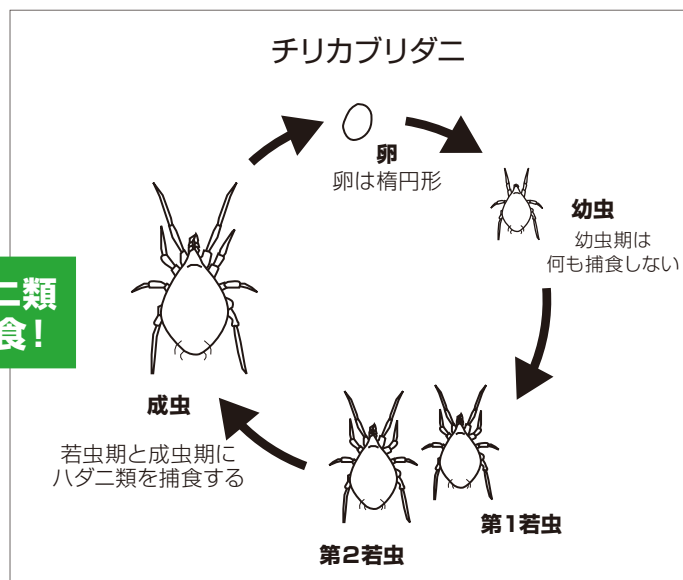 チリカブリダニ
卵
卵は楕円形
幼虫
幼虫期は
何も捕食しない
ニ類
食！
成虫
若虫期と成虫期に
ハダニ類を捕食する
第1若虫
第2若虫